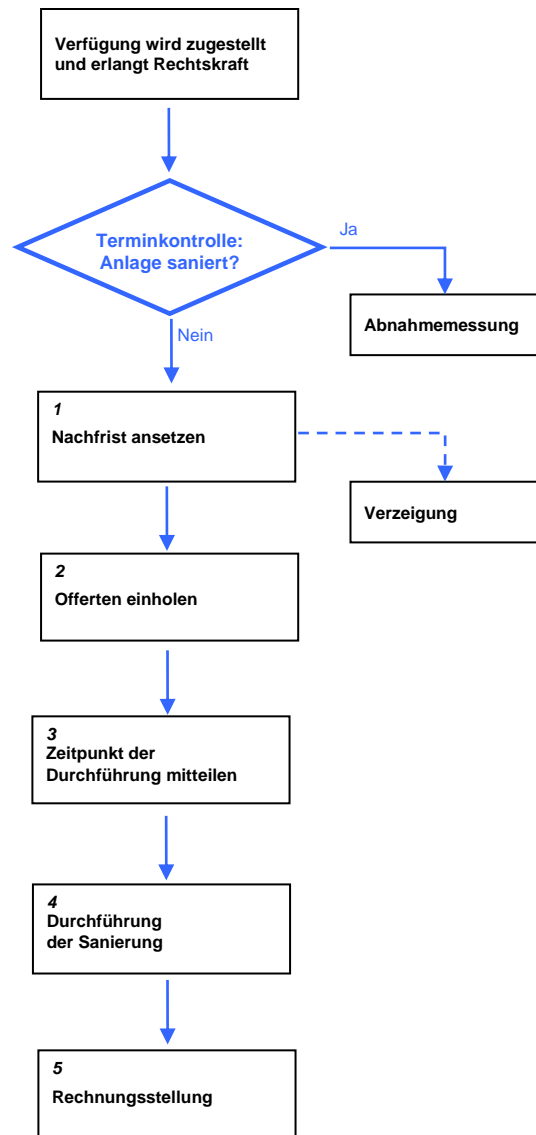 Verfügung wird zugestellt
und erlangt Rechtskraft
Terminkontrolle:
Anlage saniert?
Ja
Abnahmemessung
Nein
1
Nachfrist ansetzen
Verzeigung
2
Offerten einholen
3
Zeitpunkt der
Durchführung mitteilen
4
Durchführung
der Sanierung
5
Rechnungsstellung